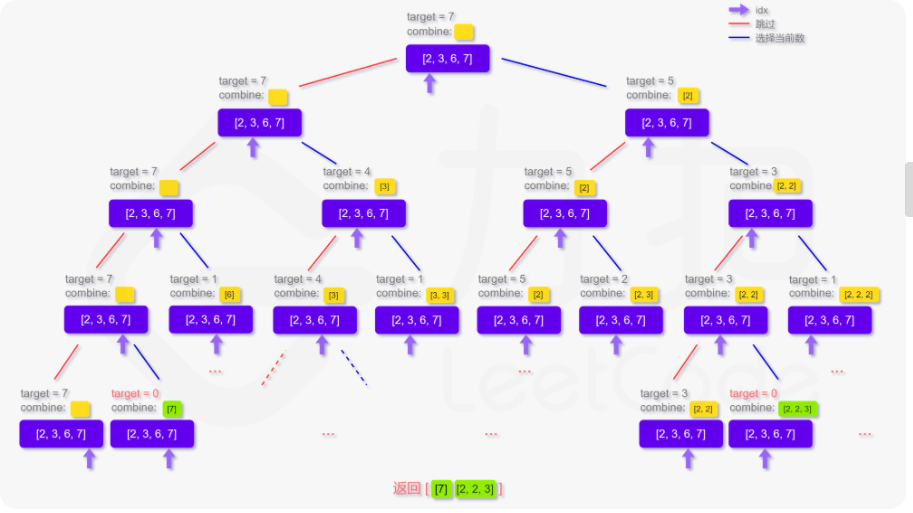 idx
跳过
选择当前数
target = 7
combine:
[2, 3, 6, 7]
target = 7
combine:
[2, 3, 6, 7]
target = 5
combine: [2]
[2, 3, 6, 7]
target = 7
combine:
[2, 3, 6, 7]
target = 4
combine: [3]
[2, 3, 6, 7]
target = 5
combine: [2]
[2, 3, 6, 7]
target = 3
combine: [2, 2]
[2, 3, 6, 7]
target = 7
combine:
[2, 3, 6, 7]
target = 1
combine: [6]
[2, 3, 6, 7]
...
target = 4
combine: [3]
[2, 3, 6, 7]
target = 1
combine: [3, 3]
[2, 3, 6, 7]
target = 5
combine: [2]
[2, 3, 6, 7]
...
target = 2
combine: [2, 3]
[2, 3, 6, 7]
target = 3
combine: [2, 2]
[2, 3, 6, 7]
target = 1
combine: [2, 2, 2]
[2, 3, 6, 7]
...
target = 7
combine:
[2, 3, 6, 7]
target = 0
combine: [7]
[2, 3, 6, 7]
...
...
target = 3
combine: [2, 2]
[2, 3, 6, 7]
target = 0
combine: [2, 2, 3]
[2, 3, 6, 7]
...
返回 [ [7] [2, 2, 3] ]
力扣
LeetCode